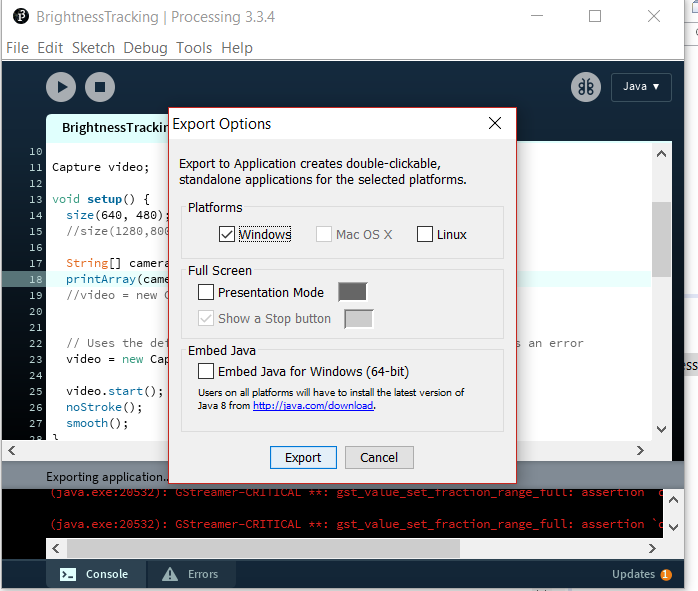 BrightnessTracking | Processing 3.3.4
File Edit Sketch Debug Tools Help
Java ▾
BrightnessTrackin
Export Options
Export to Application creates double-clickable,
standalone applications for the selected platforms.
Platforms
Windows Mac OS X Linux
Full Screen
Presentation Mode
Show a Stop button
Embed Java
Embed Java for Windows (64-bit)
Users on all platforms will have to install the latest version of
Java 8 from http://java.com/download.
Export Cancel
10
11 Capture video;
12
13 void setup() {
14 size(640, 480);
15 //size(1280,800
16
17 String[] camera
18 printArray(came
19 //video = new C
20
21
22 // Uses the def s an error
23 video = new Cap
24
25 video.start();
26 noStroke();
27 smooth();
28 }
Exporting application..
(java.exe:20532): GStreamer-CRITICAL **: gst_value_set_fraction_range_full: assertion
(java.exe:20532): GStreamer-CRITICAL **: gst_value_set_fraction_range_full: assertion
Console Errors Updates 1